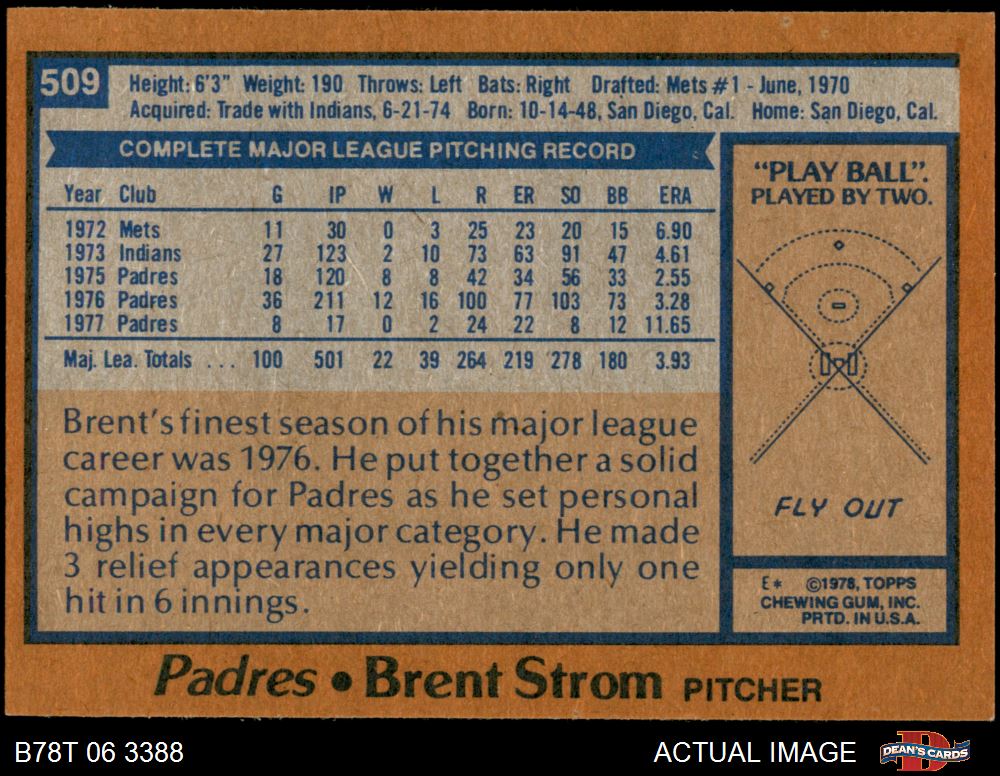 509
Height: 6'3" Weight: 190 Throws: Left Bats: Right Drafted: Mets #1 - June, 1970
Acquired: Trade with Indians, 6-21-74 Born: 10-14-48, San Diego, Cal. Home: San Diego, Cal.
COMPLETE MAJOR LEAGUE PITCHING RECORD
Year Club G IP W L R ER SO BB ERA
1972 Mets 11 30 0 3 25 23 20 15 6.90
1973 Indians 27 123 2 10 73 63 91 47 4.61
1975 Padres 18 120 8 8 42 34 56 33 2.55
1976 Padres 36 211 12 16 100 77 103 73 3.28
1977 Padres 8 17 0 2 24 22 8 12 11.65
Maj. Lea. Totals ... 100 501 22 39 264 219 278 180 3.93
Brent's finest season of his major league
career was 1976. He put together a solid
campaign for Padres as he set personal
highs in every major category. He made
3 relief appearances yielding only one
hit in 6 innings.
"PLAY BALL".
PLAYED BY TWO.
FLY OUT
E* ©1978, TOPPS
CHEWING GUM, INC.
PRTD. IN U.S.A.
Padres • Brent Strom PITCHER
B78T 06 3388
ACTUAL IMAGE
DEAN'S CARDS